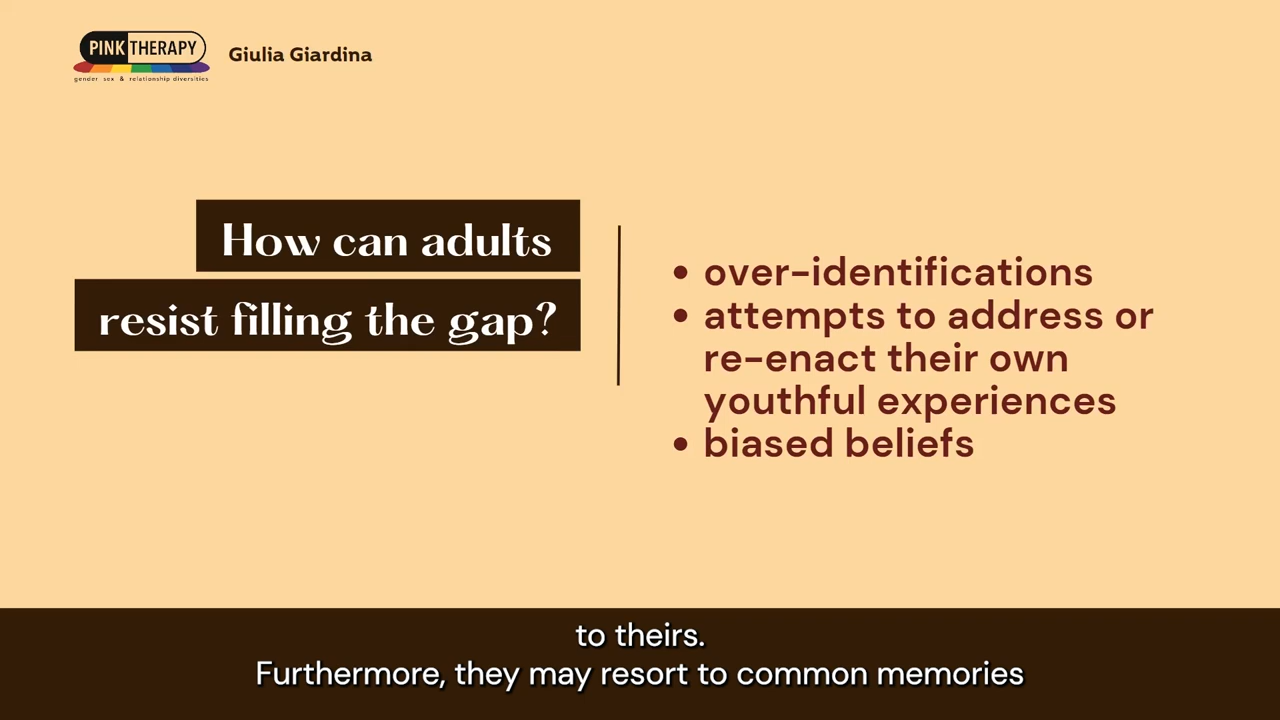 PINK THERAPY
gender sex & relationship diversities
Giulia Giardina
How can adults
resist filling the gap?
• over-identifications
• attempts to address or
re-enact their own
youthful experiences
• biased beliefs
to theirs.
Furthermore, they may resort to common memories